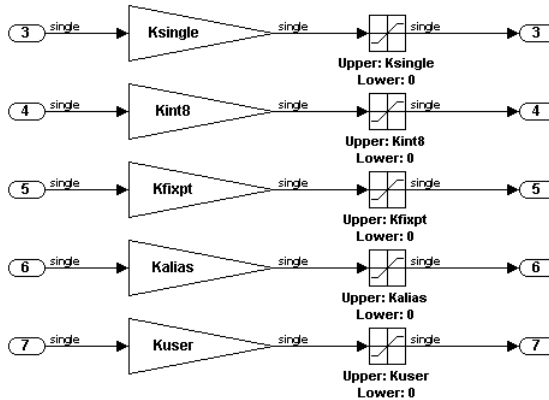 3 single Ksingle single single 3
Upper: Ksingle
Lower: 0
4 single Kint8 single single 4
Upper: Kint8
Lower: 0
5 single Kfixpt single single 5
Upper: Kfixpt
Lower: 0
6 single Kalias single single 6
Upper: Kalias
Lower: 0
7 single Kuser single single 7
Upper: Kuser
Lower: 0